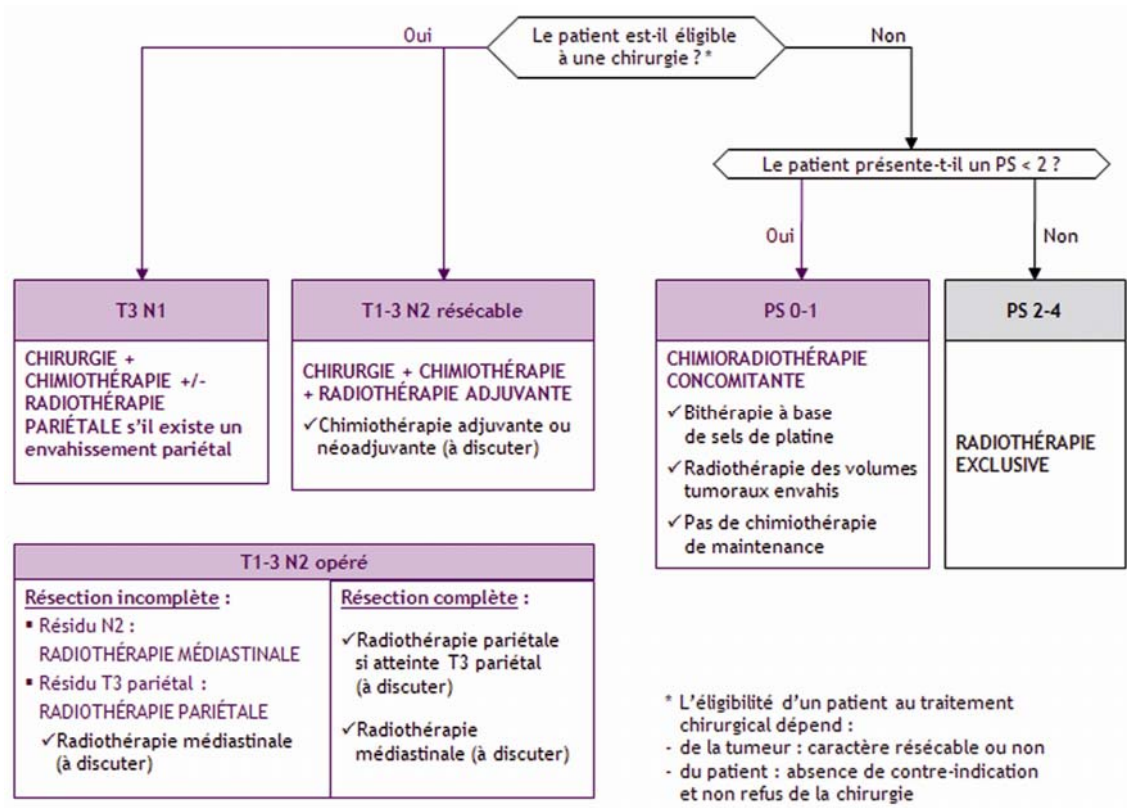 Le patient est-il éligible
à une chirurgie ? *
Oui
Non
Le patient présente-t-il un PS < 2 ?
Oui
Non
T3 N1
CHIRURGIE +
CHIMIOTHÉRAPIE +/-
RADIOTHÉRAPIE
PARIÉTALE s'il existe un
envahissement pariétal
T1-3 N2 résécable
CHIRURGIE + CHIMIOTHÉRAPIE
+ RADIOTHÉRAPIE ADJUVANTE
✓Chimiothérapie adjuvante ou
néoadjuvante (à discuter)
PS 0-1
CHIMIORADIOTHÉRAPIE
CONCOMITANTE
✓Bithérapie à base
de sels de platine
✓Radiothérapie des volumes
tumoraux envahis
✓Pas de chimiothérapie
de maintenance
PS 2-4
RADIOTHÉRAPIE
EXCLUSIVE
T1-3 N2 opéré
Résection incomplète :
▪ Résidu N2 :
RADIOTHÉRAPIE MÉDIASTINALE
▪ Résidu T3 pariétal :
RADIOTHÉRAPIE PARIÉTALE
✓Radiothérapie médiastinale
(à discuter)
Résection complète :
✓Radiothérapie pariétale
si atteinte T3 pariétal
(à discuter)
✓Radiothérapie
médiastinale (à discuter)
* L'éligibilité d'un patient au traitement
chirurgical dépend :
- de la tumeur : caractère résécable ou non
- du patient : absence de contre-indication
et non refus de la chirurgie